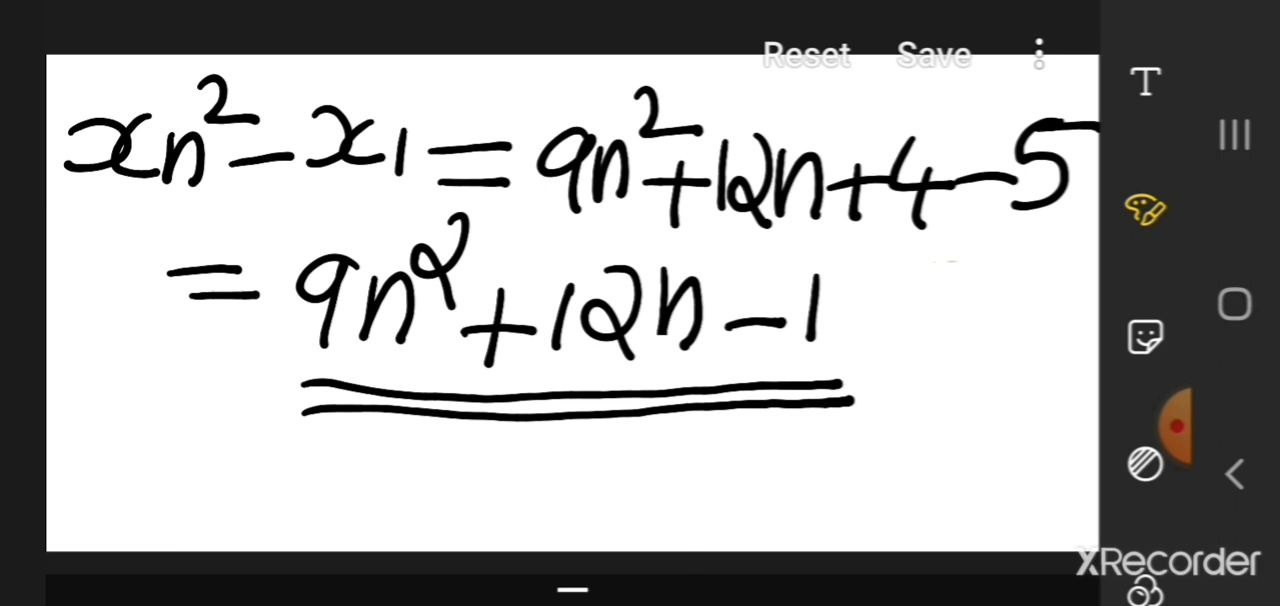 Reset Save
T
xn² - x1 = 9n² + 12n + 4 - 5
= 9n² + 12n - 1
XRecorder